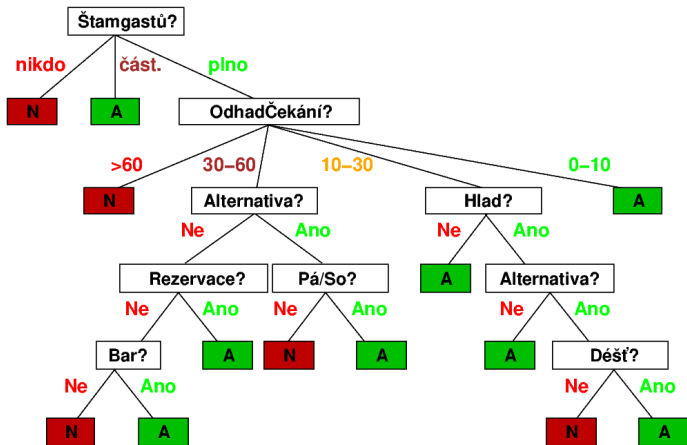 Štamgastů?
nikdo část. plno
N A OdhadČekání?
>60 30–60 10–30 0–10
N Alternativa? Hlad? A
Ne Ano Ne Ano
Rezervace? Pá/So? A Alternativa?
Ne Ano Ne Ano Ne Ano
Bar? A N A A Déšť?
Ne Ano Ne Ano
N A N A